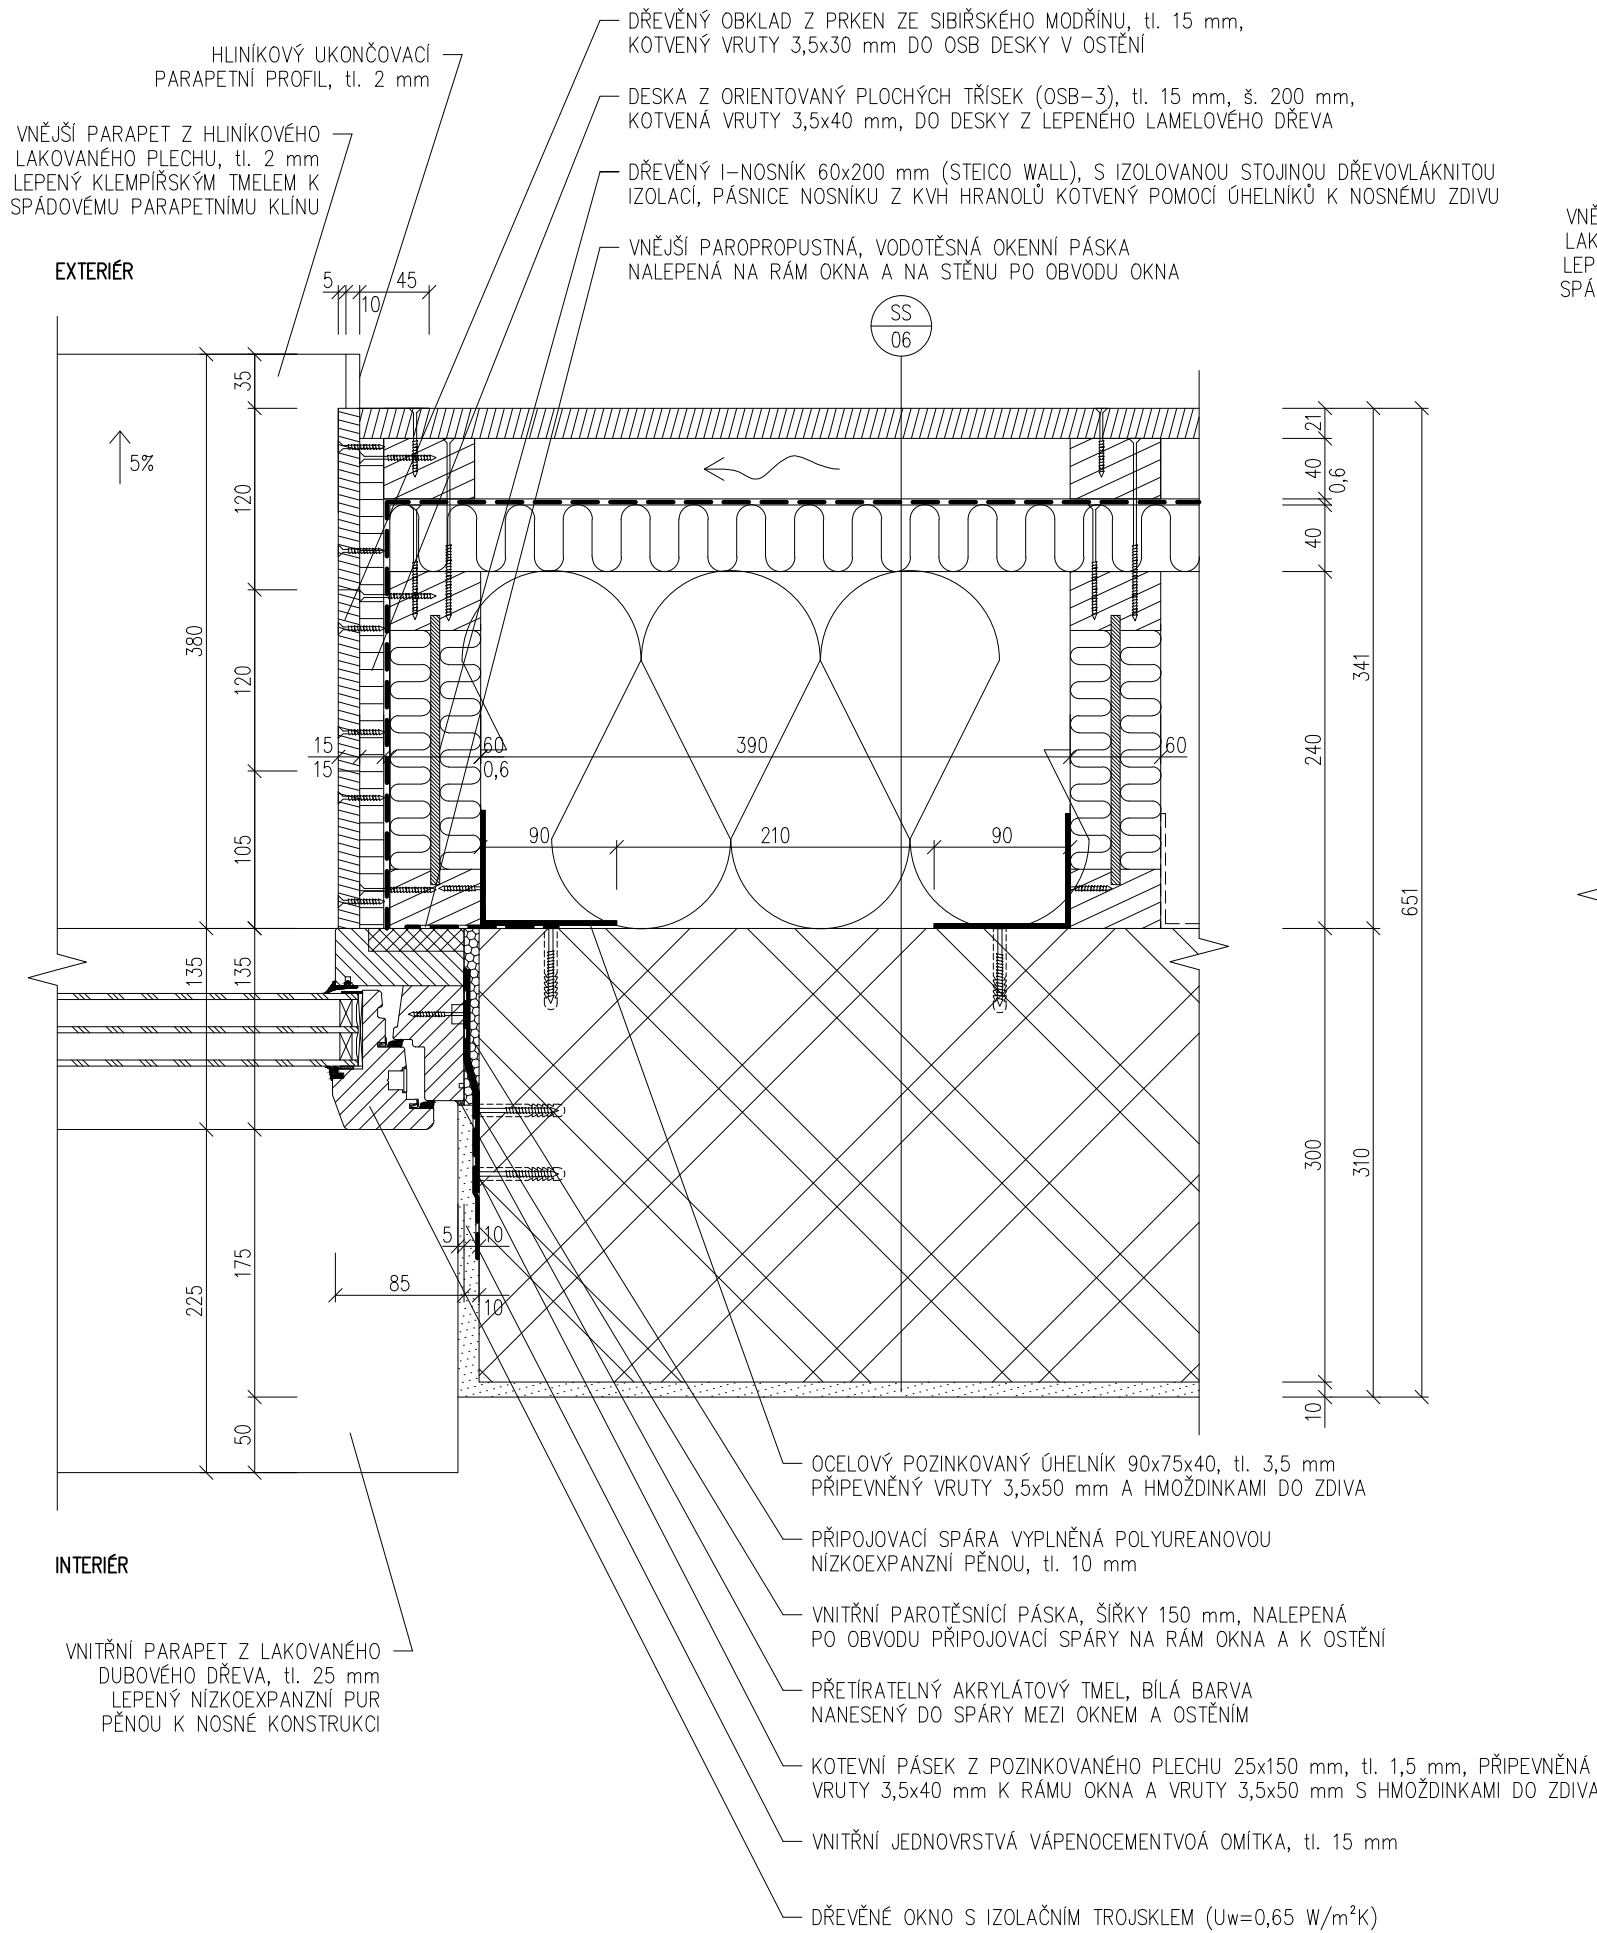 DŘEVĚNÝ OBKLAD Z PRKEN ZE SIBIŘSKÉHO MODŘÍNU, tl. 15 mm,
KOTVENÝ VRUTY 3,5x30 mm DO OSB DESKY V OSTĚNÍ
HLINÍKOVÝ UKONČOVACÍ
PARAPETNÍ PROFIL, tl. 2 mm
DESKA Z ORIENTOVANÝ PLOCHÝCH TŘÍSEK (OSB-3), tl. 15 mm, š. 200 mm,
KOTVENÁ VRUTY 3,5x40 mm, DO DESKY Z LEPENÉHO LAMELOVÉHO DŘEVA
VNĚJŠÍ PARAPET Z HLINÍKOVÉHO
LAKOVANÉHO PLECHU, tl. 2 mm
LEPENÝ KLEMPÍŘSKÝM TMELEM K
SPÁDOVÉMU PARAPETNÍMU KLÍNU
DŘEVĚNÝ I-NOSNÍK 60x200 mm (STEICO WALL), S IZOLOVANOU STOJINOU DŘEVOVLÁKNITOU
IZOLACÍ, PÁSNICE NOSNÍKU Z KVH HRANOLŮ KOTVENÝ POMOCÍ ÚHELNÍKŮ K NOSNÉMU ZDIVU
VNĚJŠÍ PAROPROPUSTNÁ, VODOTĚSNÁ OKENNÍ PÁSKA
NALEPENÁ NA RÁM OKNA A NA STĚNU PO OBVODU OKNA
VNĚ
LAK
LEP
SPÁ
EXTERIÉR
5 45
10
SS
06
35
21
5%
40
0,6
120
40
380
120
341
15 60 390 60
15 0,6
240
105
90 210 90
651
135 135
300
310
5 10
175
85
10
225
10
50
OCELOVÝ POZINKOVANÝ ÚHELNÍK 90x75x40, tl. 3,5 mm
PŘIPEVNĚNÝ VRUTY 3,5x50 mm A HMOŽDINKAMI DO ZDIVA
PŘIPOJOVACÍ SPÁRA VYPLNĚNÁ POLYUREANOVOU
NÍZKOEXPANZNÍ PĚNOU, tl. 10 mm
INTERIÉR
VNITŘNÍ PAROTĚSNÍCÍ PÁSKA, ŠÍŘKY 150 mm, NALEPENÁ
PO OBVODU PŘIPOJOVACÍ SPÁRY NA RÁM OKNA A K OSTĚNÍ
VNITŘNÍ PARAPET Z LAKOVANÉHO
DUBOVÉHO DŘEVA, tl. 25 mm
LEPENÝ NÍZKOEXPANZNÍ PUR
PĚNOU K NOSNÉ KONSTRUKCI
PŘETÍRATELNÝ AKRYLÁTOVÝ TMEL, BÍLÁ BARVA
NANESENÝ DO SPÁRY MEZI OKNEM A OSTĚNÍM
KOTEVNÍ PÁSEK Z POZINKOVANÉHO PLECHU 25x150 mm, tl. 1,5 mm, PŘIPEVNĚNÁ
VRUTY 3,5x40 mm K RÁMU OKNA A VRUTY 3,5x50 mm S HMOŽDINKAMI DO ZDIVA
VNITŘNÍ JEDNOVRSTVÁ VÁPENOCEMENTVOÁ OMÍTKA, tl. 15 mm
DŘEVĚNÉ OKNO S IZOLAČNÍM TROJSKLEM (Uw=0,65 W/m²K)